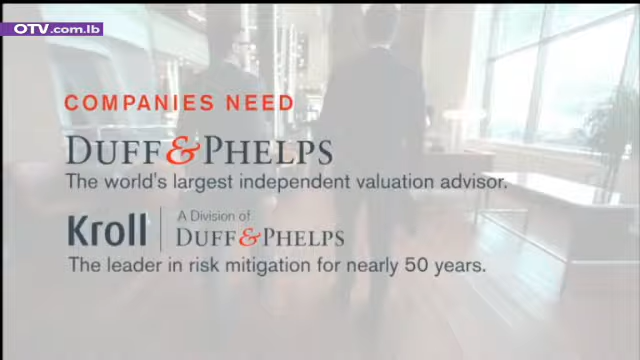 OTV.com.lb
COMPANIES NEED
DUFF & PHELPS
The world's largest independent valuation advisor.
Kroll
A Division of
DUFF & PHELPS
The leader in risk mitigation for nearly 50 years.